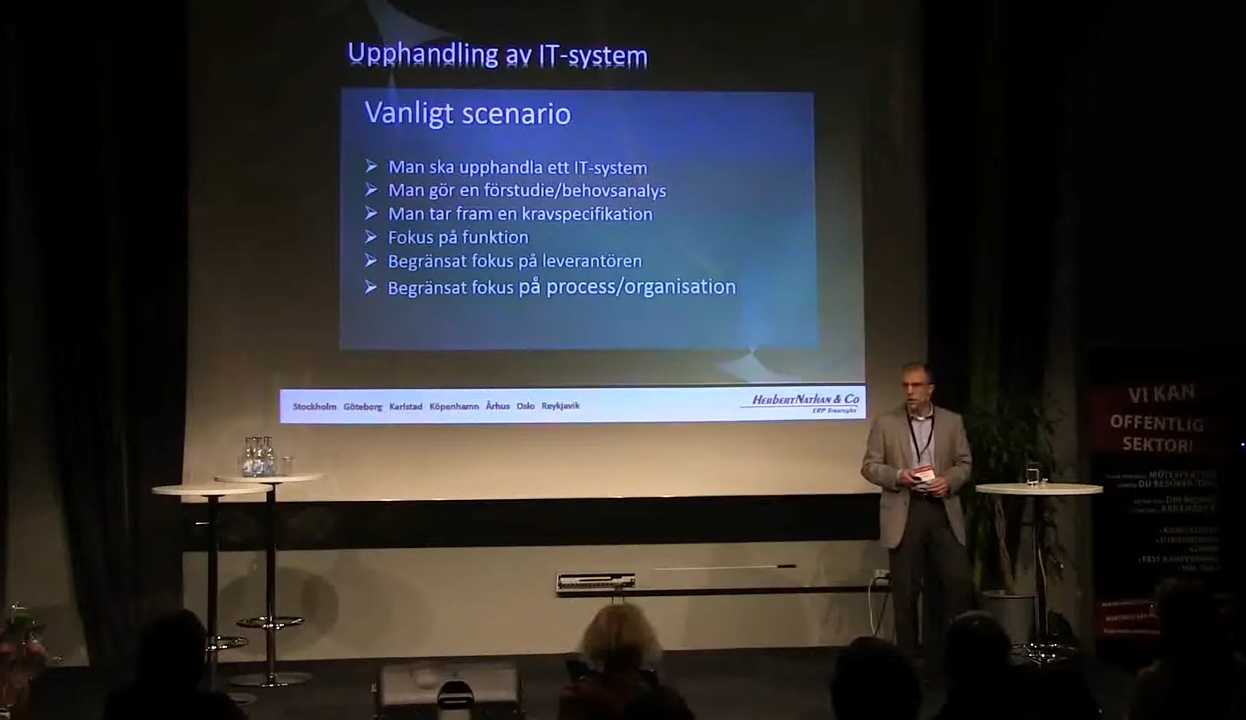 Upphandling av IT-system
Vanligt scenario
Man ska upphandla ett IT-system
Man gör en förstudie/behovsanalys
Man tar fram en kravspecifikation
Fokus på funktion
Begränsat fokus på leverantören
Begränsat fokus på process/organisation
Stockholm Göteborg Karlstad Köpenhamn Århus Oslo Reykjavik
HERBERTNATHAN & CO
ERP Strategies
VI KAN
OFFENTLIG
SEKTOR!